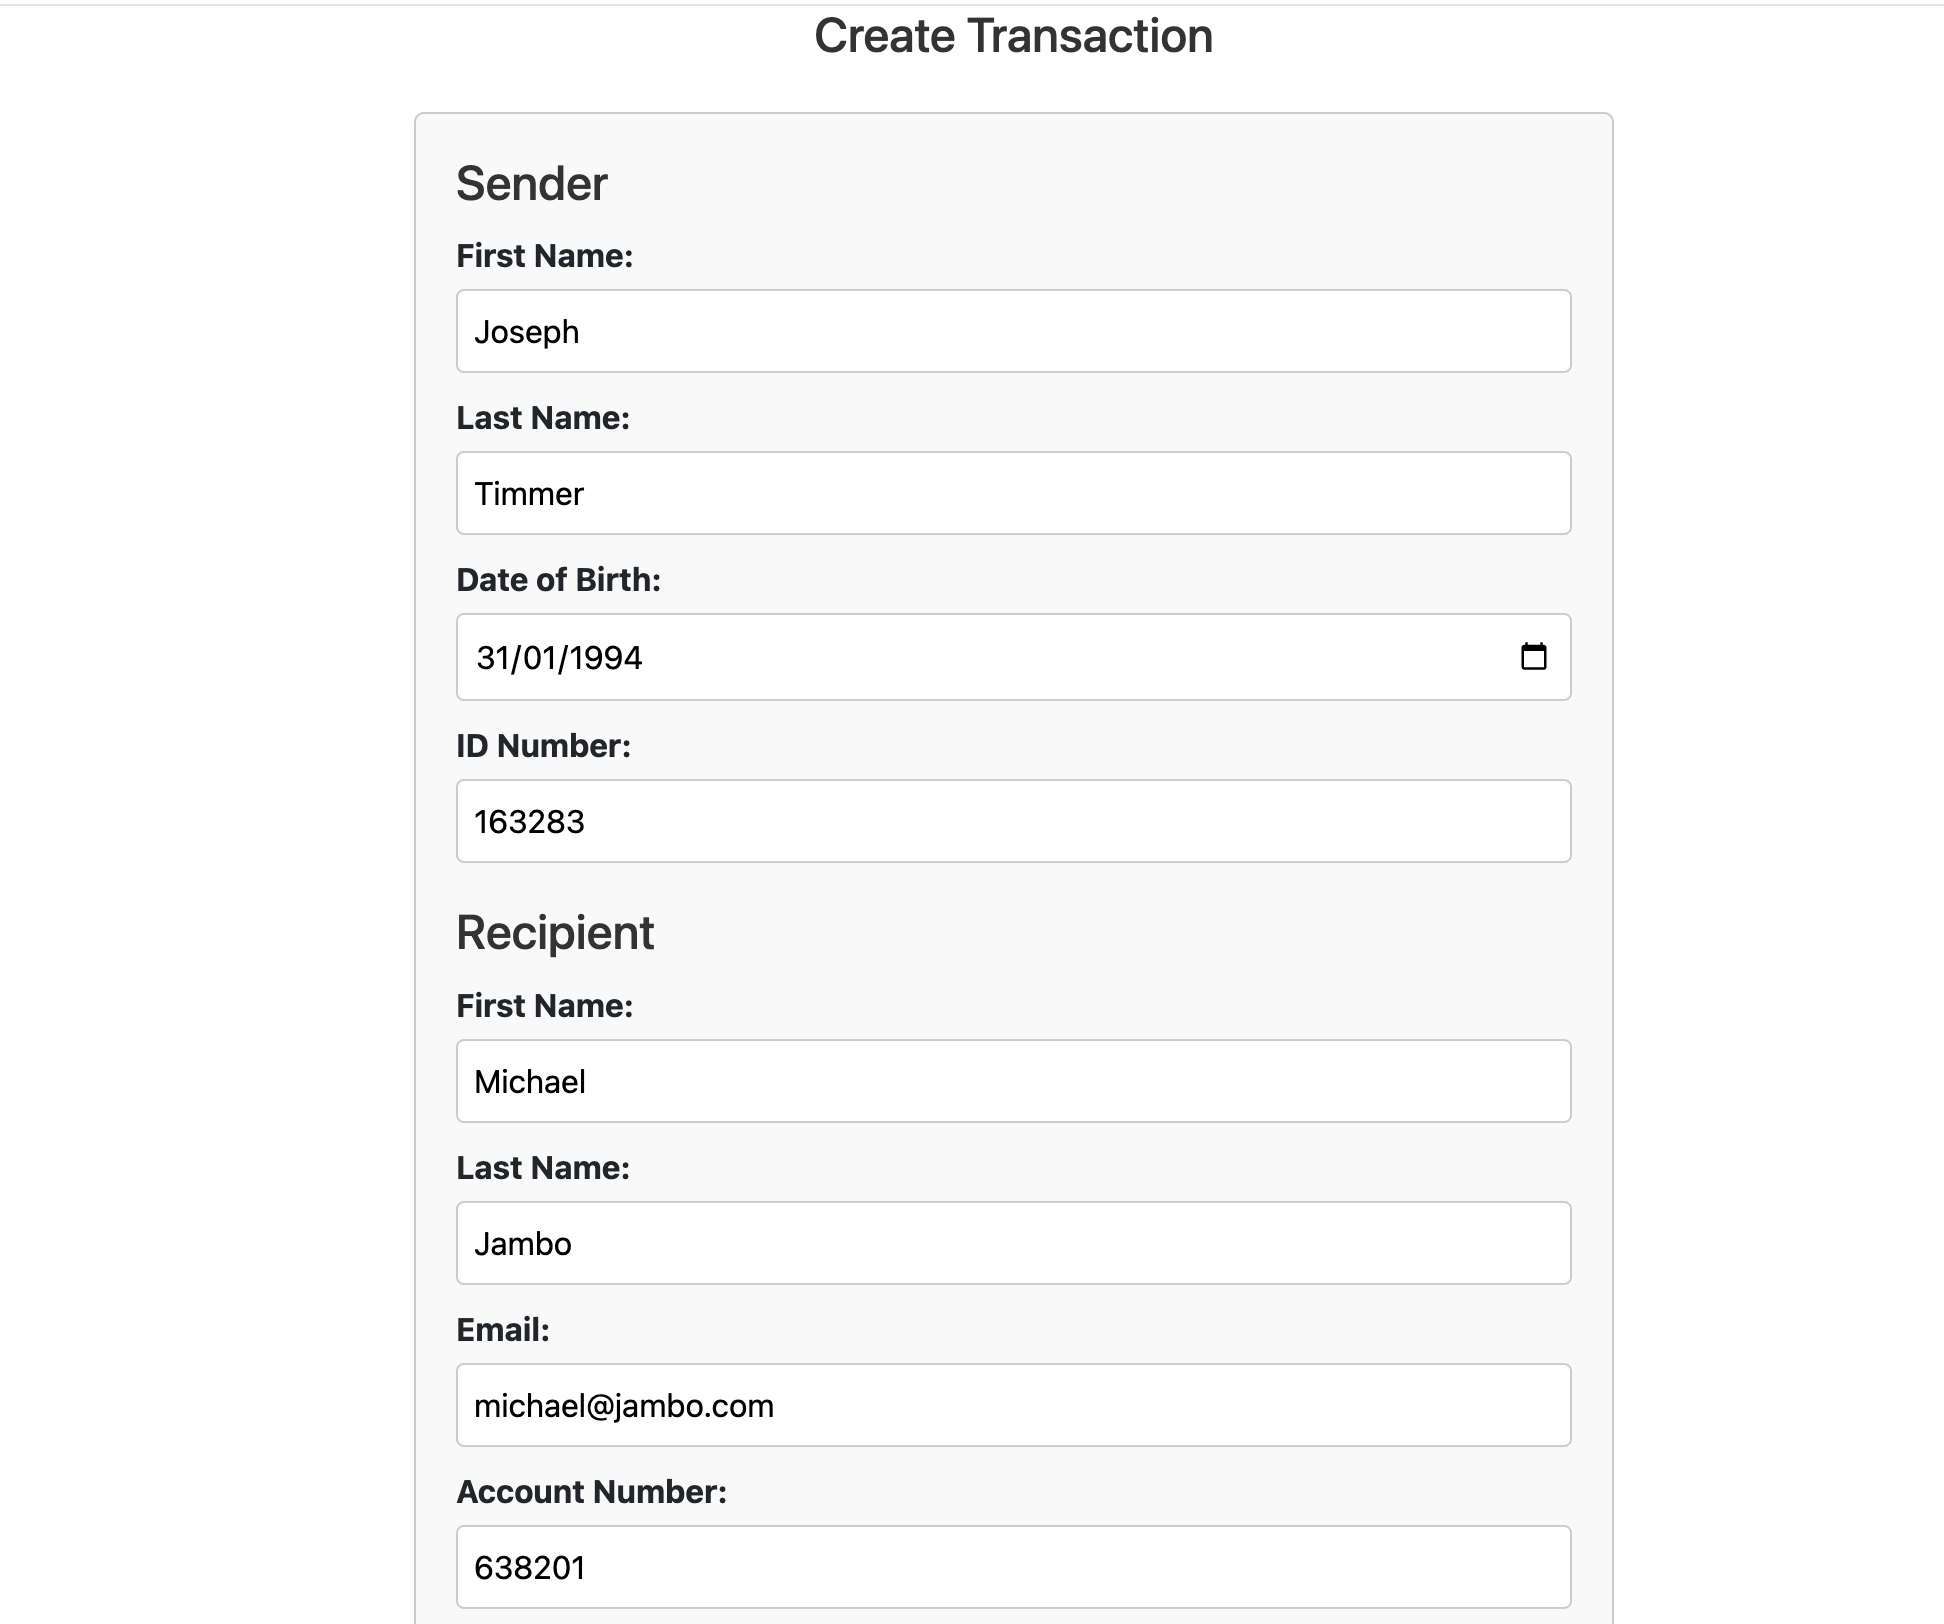 Create Transaction
Sender
First Name:
Joseph
Last Name:
Timmer
Date of Birth:
31/01/1994
ID Number:
163283
Recipient
First Name:
Michael
Last Name:
Jambo
Email:
michael@jambo.com
Account Number:
638201